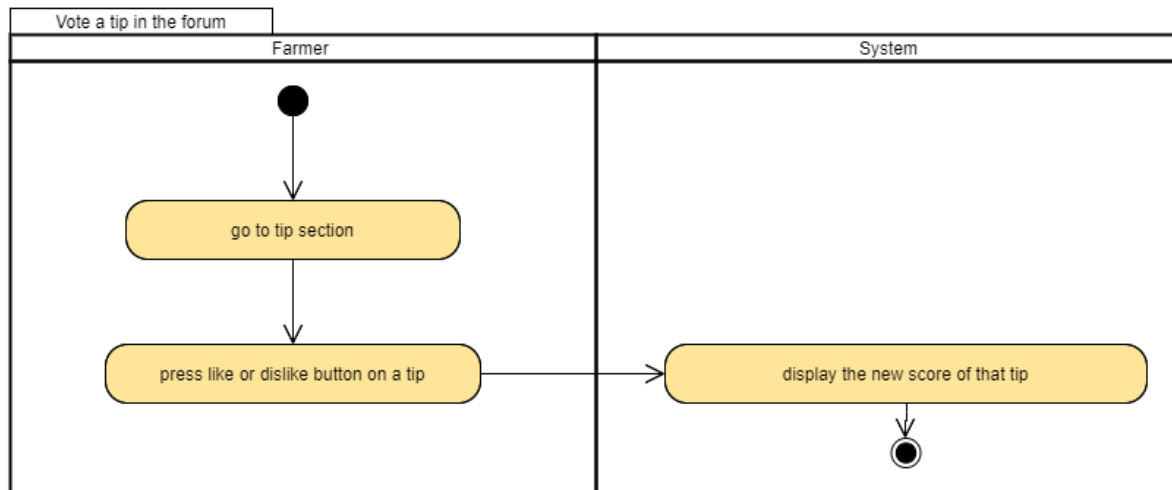 Vote a tip in the forum
Farmer
System
go to tip section
press like or dislike button on a tip
display the new score of that tip